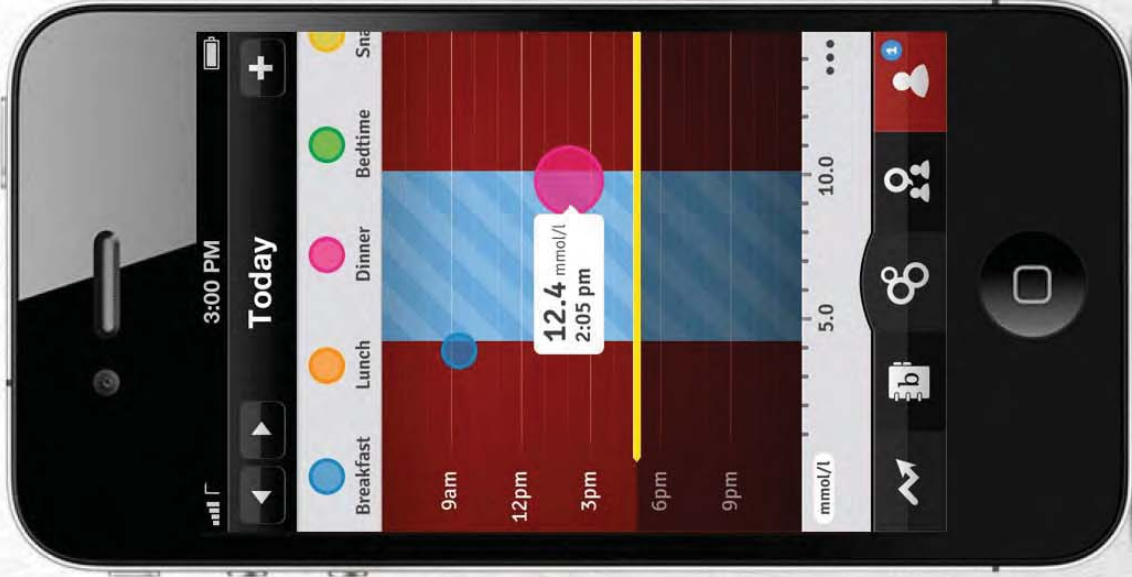 3:00 PM
Today
+
Breakfast
Lunch
Dinner
Bedtime
Sna
9am
12pm
3pm
6pm
9pm
12.4 mmol/l
2:05 pm
mmol/l
5.0
10.0
...
b
1